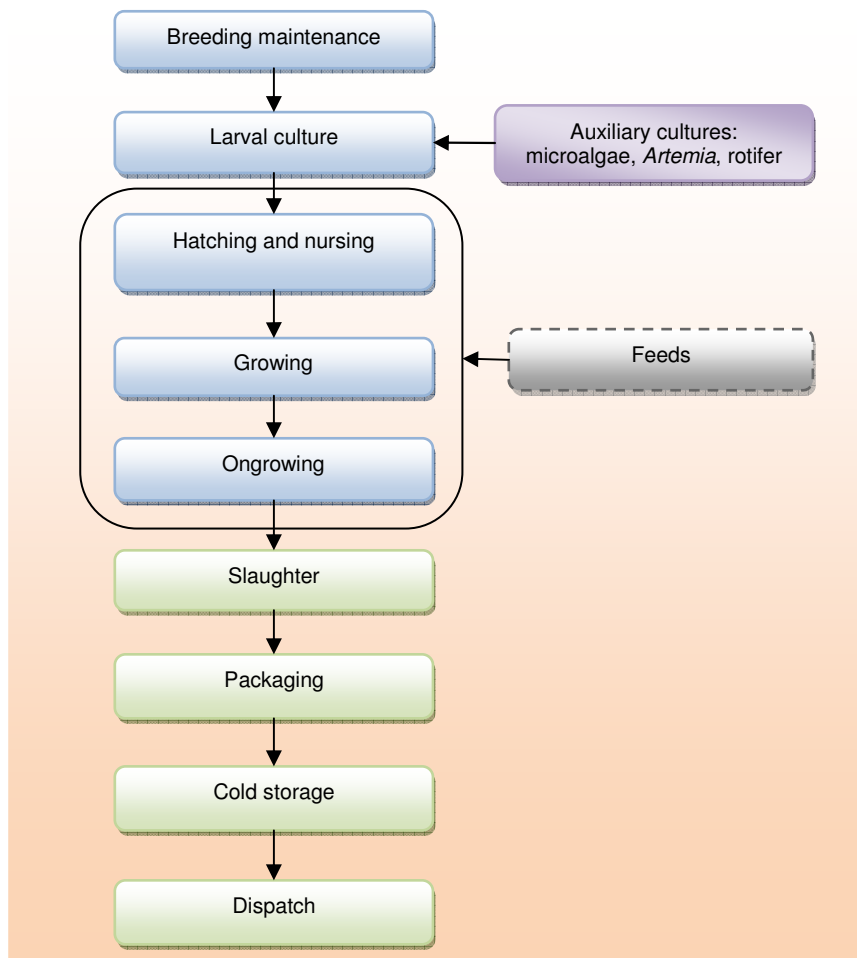 Breeding maintenance
Larval culture
Auxiliary cultures:
microalgae, Artemia, rotifer
Hatching and nursing
Growing
Feeds
Ongrowing
Slaughter
Packaging
Cold storage
Dispatch